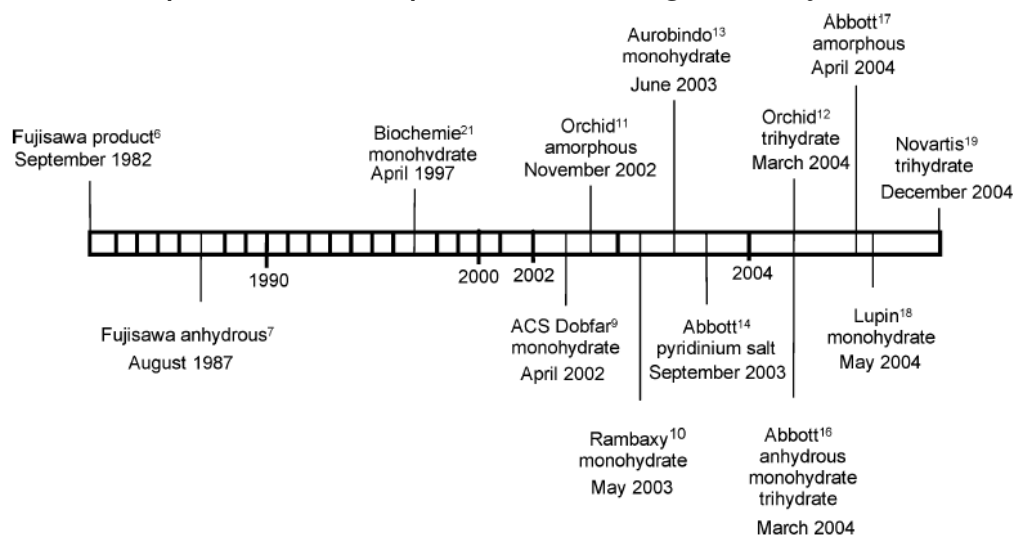 Fujisawa product⁶
September 1982
Biochemie²¹
monohvdrate
April 1997
Orchid¹¹
amorphous
November 2002
Aurobindo¹³
monohydrate
June 2003
Orchid¹²
trihydrate
March 2004
Abbott¹⁷
amorphous
April 2004
Novartis¹⁹
trihydrate
December 2004
1990
2000
2002
2004
Fujisawa anhydrous⁷
August 1987
ACS Dobfar⁹
monohydrate
April 2002
Rambaxy¹⁰
monohydrate
May 2003
Abbott¹⁴
pyridinium salt
September 2003
Abbott¹⁶
anhydrous
monohydrate
trihydrate
March 2004
Lupin¹⁸
monohydrate
May 2004